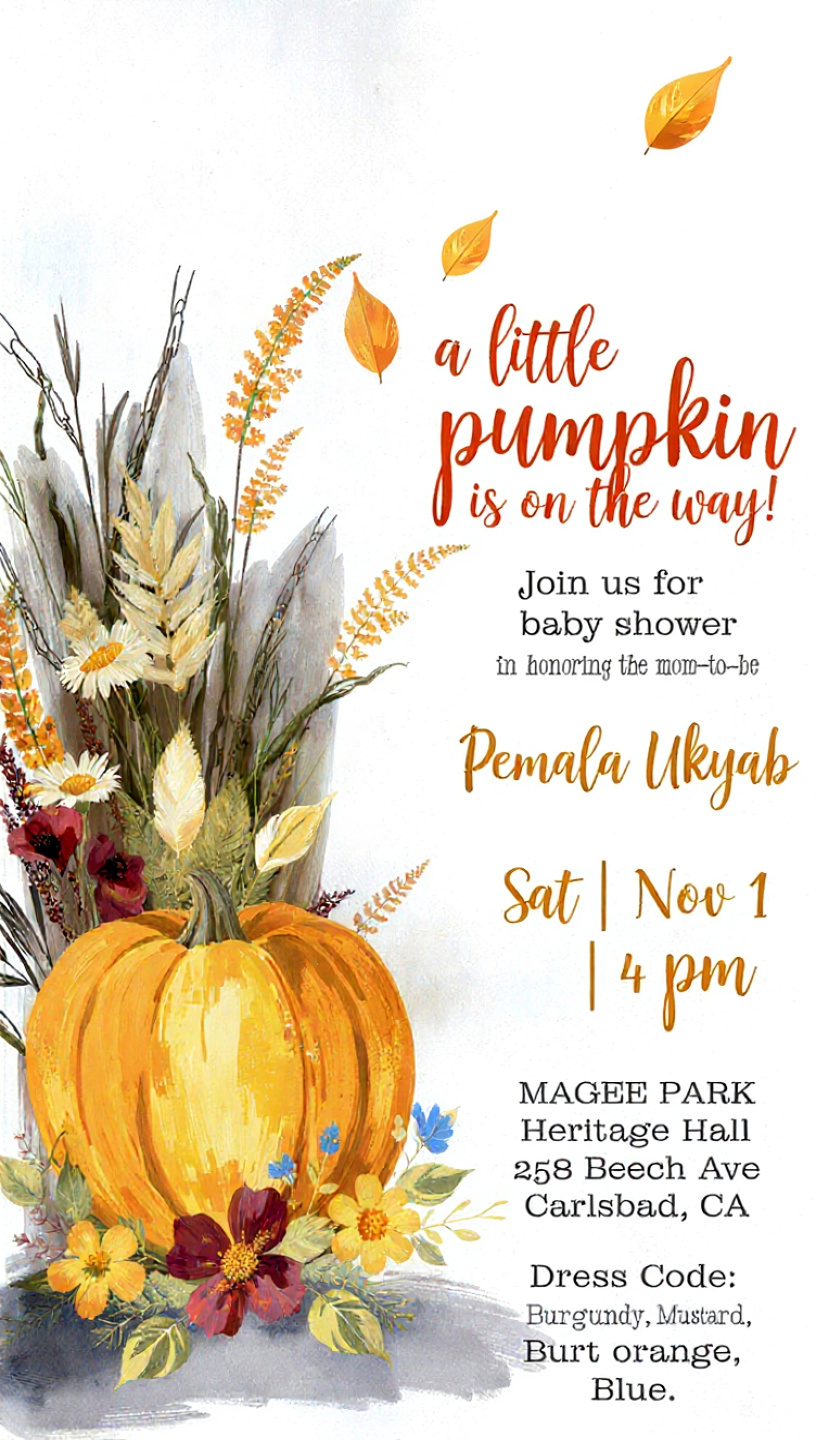 a little
pumpkin
is on the way!
Join us for
baby shower
in honoring the mom-to-be
Pemala Ukyab
Sat | Nov 1
| 4 pm
MAGEE PARK
Heritage Hall
258 Beech Ave
Carlsbad, CA
Dress Code:
Burgundy, Mustard,
Burt orange,
Blue.